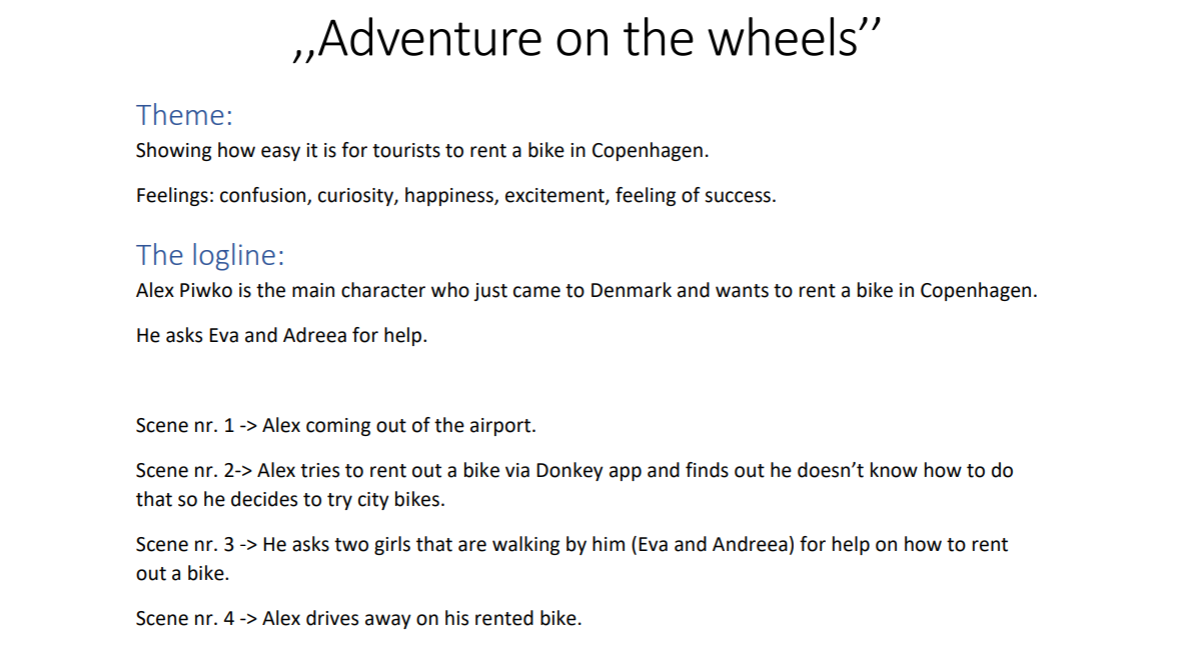 ,,Adventure on the wheels’’
Theme:
Showing how easy it is for tourists to rent a bike in Copenhagen.
Feelings: confusion, curiosity, happiness, excitement, feeling of success.
The logline:
Alex Piwko is the main character who just came to Denmark and wants to rent a bike in Copenhagen.
He asks Eva and Adreea for help.
Scene nr. 1 -> Alex coming out of the airport.
Scene nr. 2-> Alex tries to rent out a bike via Donkey app and finds out he doesn’t know how to do
that so he decides to try city bikes.
Scene nr. 3 -> He asks two girls that are walking by him (Eva and Andreea) for help on how to rent
out a bike.
Scene nr. 4 -> Alex drives away on his rented bike.